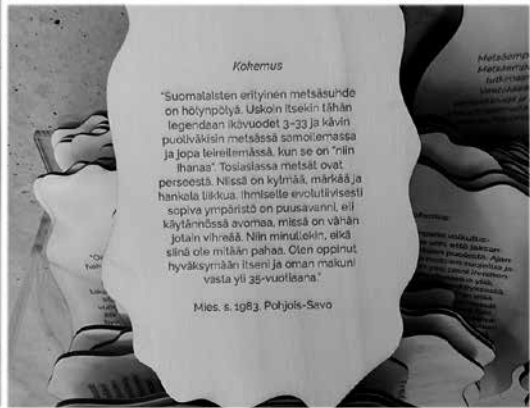 Kokemus
"Suomalaisten erityinen metsäsuhde
on hölynpölyä. Uskoin itsekin tähän
legendaan ikävuodet 3–33 ja kävin
puoliväkisin metsässä samoilemassa
ja jopa leireilemässä, kun se on "niin
ihanaa". Tosiasiassa metsät ovat
perseestä. Niissä on kylmää, märkää ja
hankala liikkua. Ihmiselle evolutiivisesti
sopiva ympäristö on puusavanni, eli
käytännössä avomaa, missä on vähän
jotain vihreää. Niin minullekin, eikä
siinä ole mitään pahaa. Olen oppinut
hyväksymään itseni ja oman makuni
vasta yli 35-vuotiaana."
Mies, s. 1983, Pohjois-Savo